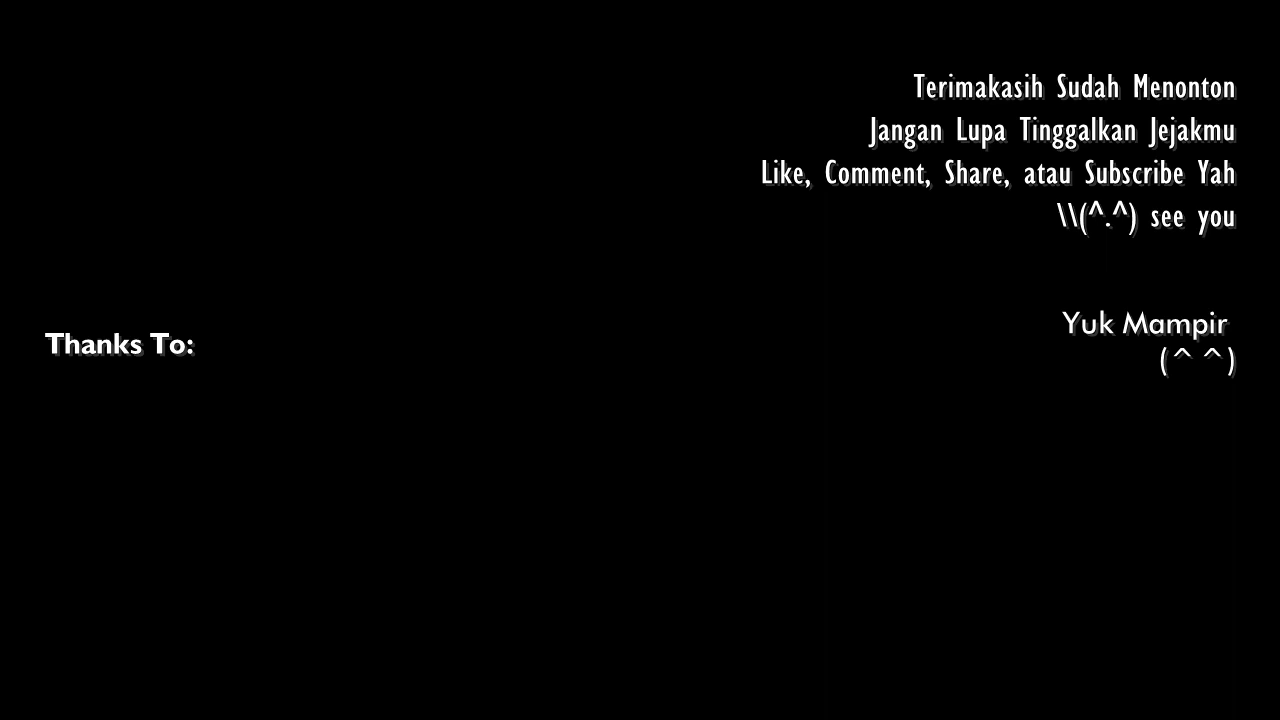 Terimakasih Sudah Menonton
Jangan Lupa Tinggalkan Jejakmu
Like, Comment, Share, atau Subscribe Yah
\\(^.^) see you
Yuk Mampir
(^ ^)
Thanks To: